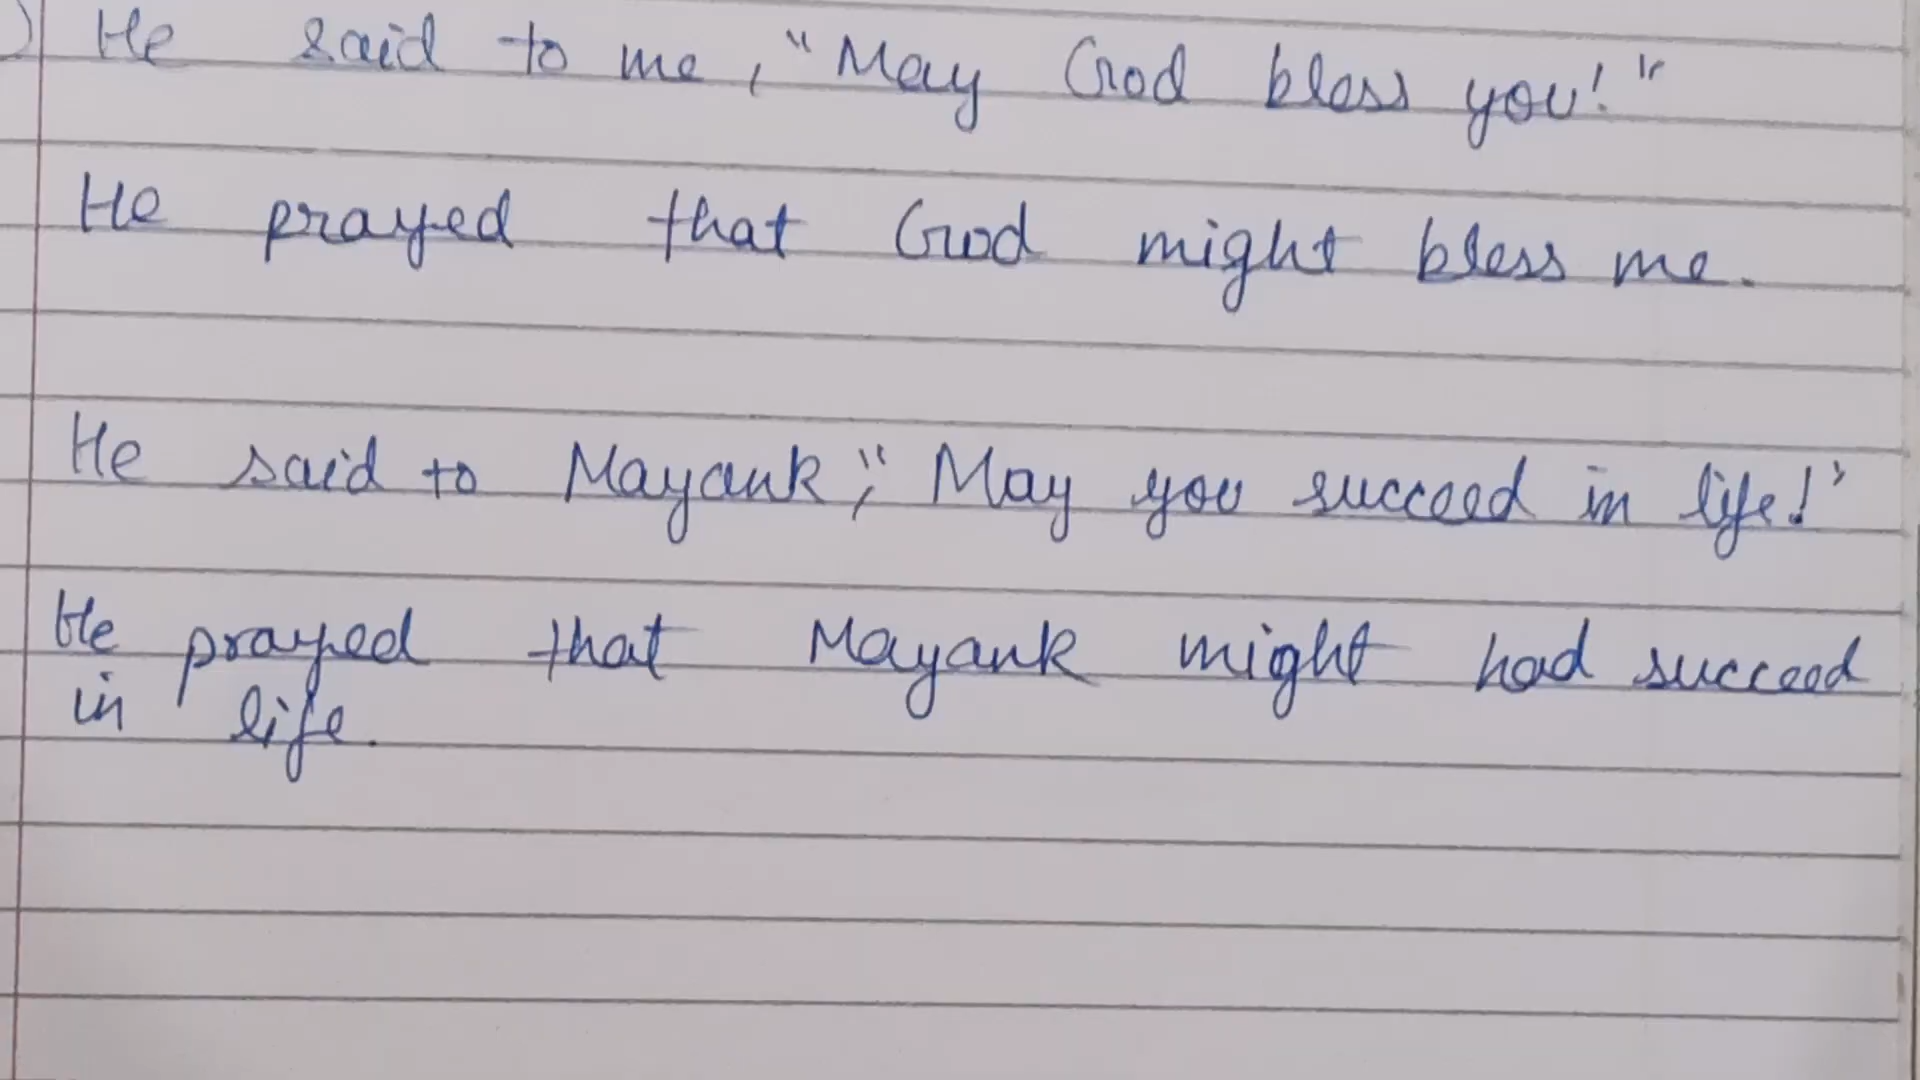 ) He said to me, "May God bless you!"
He prayed that God might bless me.
He said to Mayank," May you succeed in life!'
He prayed that Mayank might had succeed
in life.